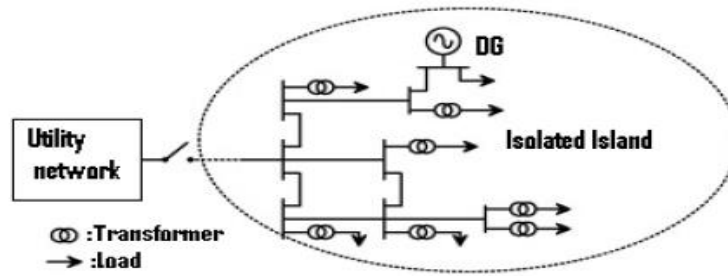 DG
Utility
network
Isolated Island
:Transformer
:Load